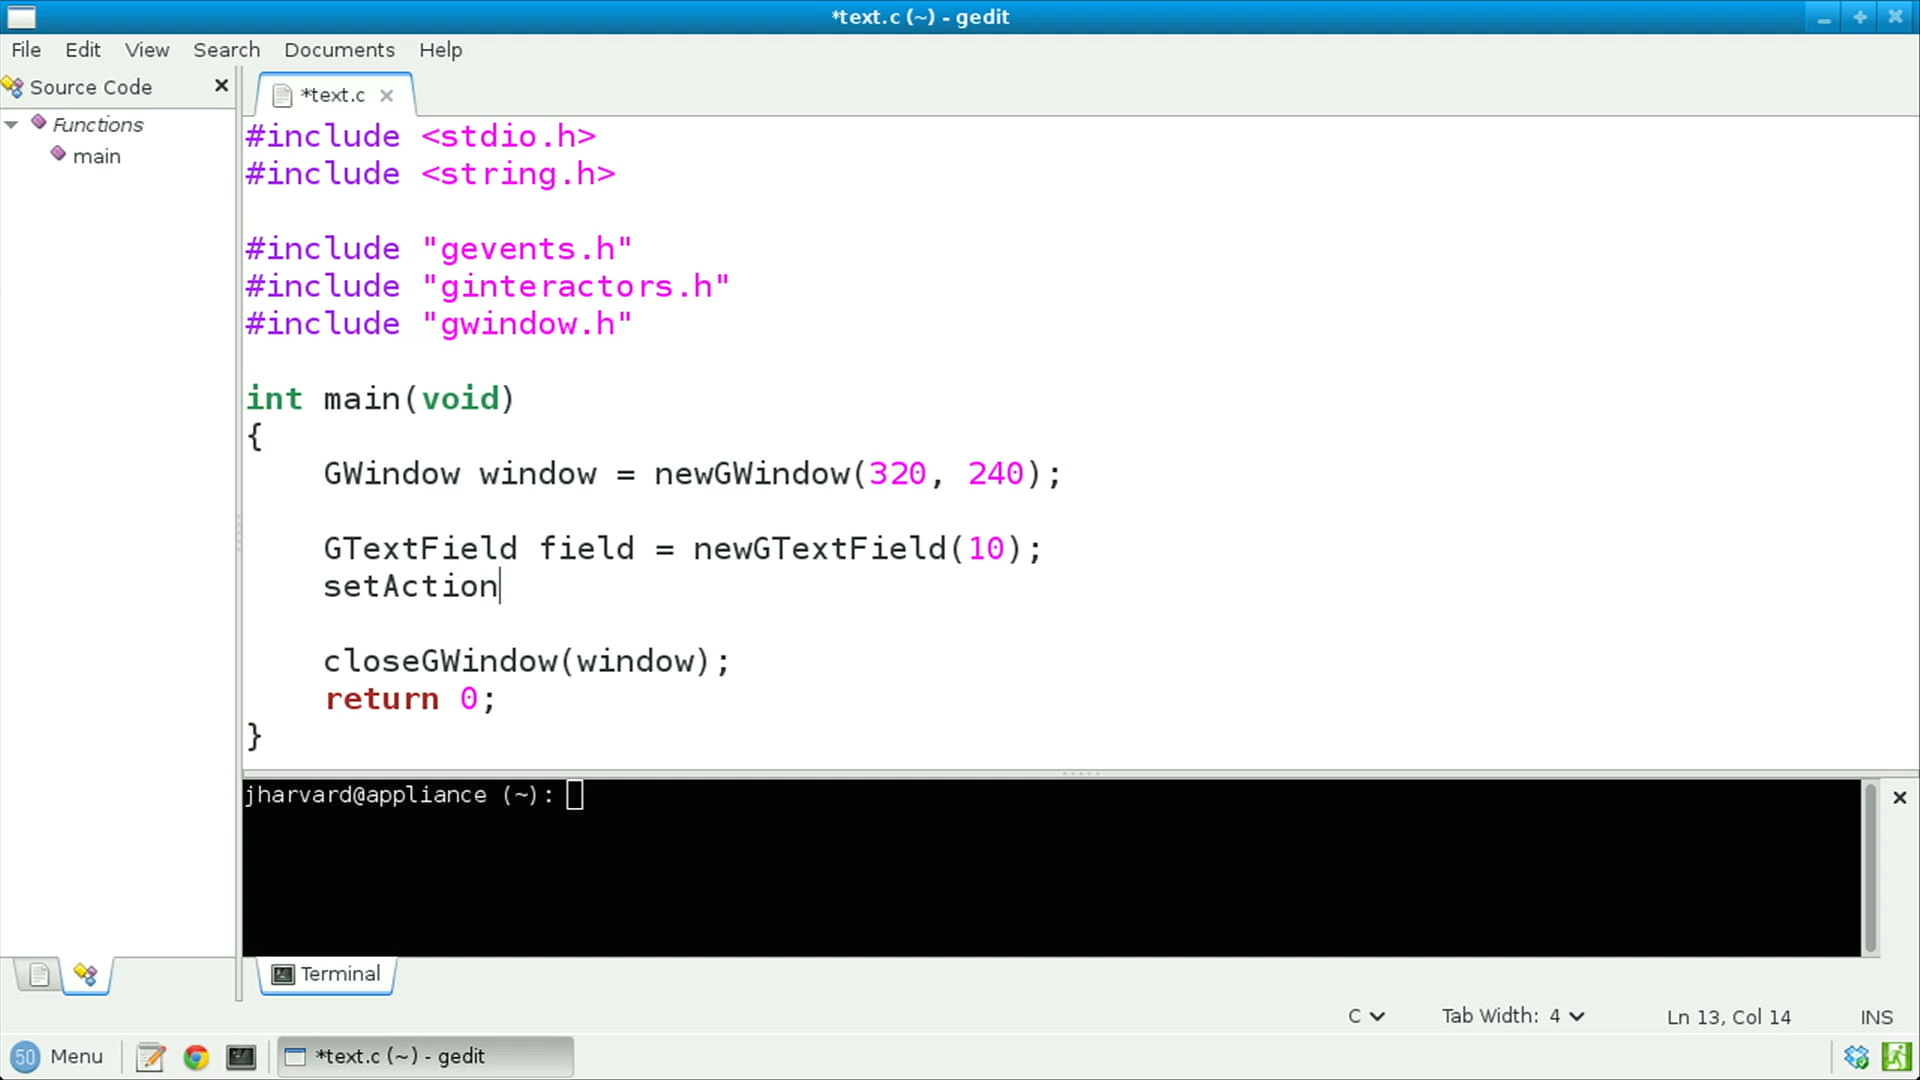 *text.c (~) - gedit
File Edit View Search Documents Help
Source Code
Functions
main
*text.c
#include <stdio.h>
#include <string.h>
#include "gevents.h"
#include "ginteractors.h"
#include "gwindow.h"
int main(void)
{
GWindow window = newGWindow(320, 240);
GTextField field = newGTextField(10);
setAction
closeGWindow(window);
return 0;
}
jharvard@appliance (~):
Terminal
C Tab Width: 4 Ln 13, Col 14 INS
50 Menu *text.c (~) - gedit